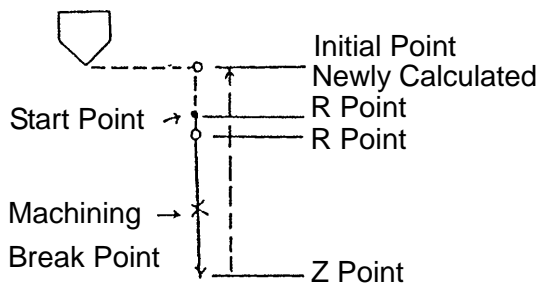 Initial Point
Newly Calculated
R Point
Start Point
R Point
Machining
Break Point
Z Point